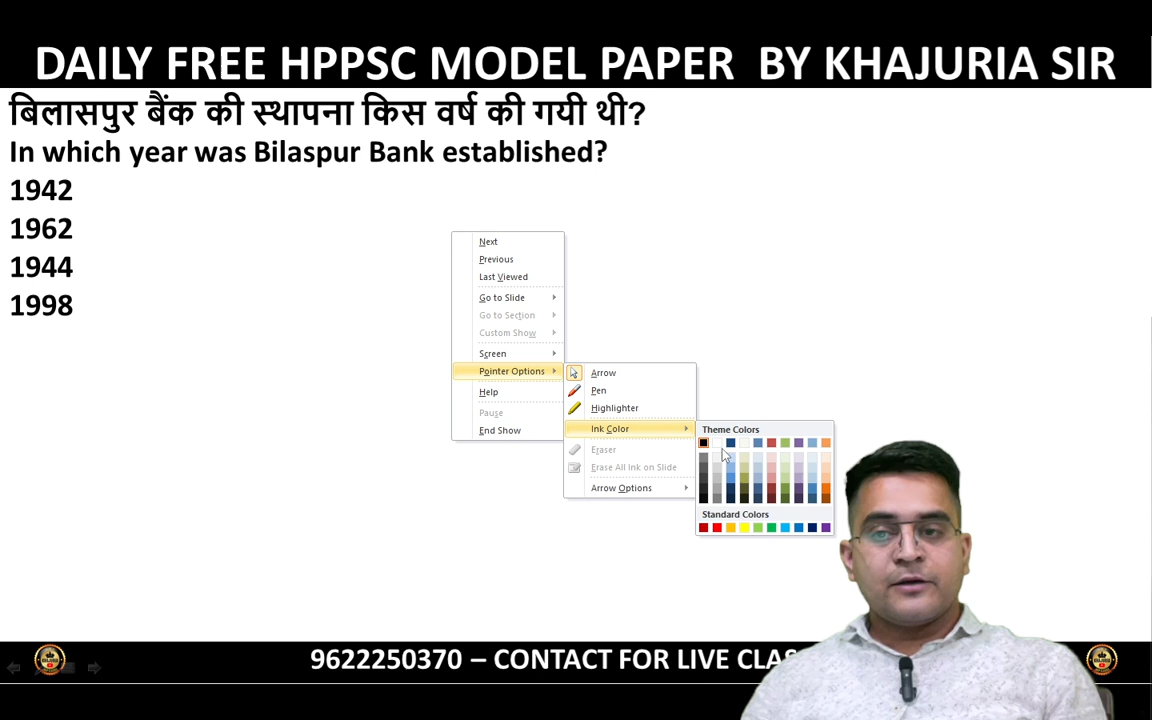 DAILY FREE HPPSC MODEL PAPER BY KHAJURIA SIR
बिलासपुर बैंक की स्थापना किस वर्ष की गयी थी?
In which year was Bilaspur Bank established?
1942
1962
1944
1998
Next
Previous
Last Viewed
Go to Slide
Go to Section
Custom Show
Screen
Pointer Options
Help
Pause
End Show
Arrow
Pen
Highlighter
Ink Color
Eraser
Erase All Ink on Slide
Arrow Options
Theme Colors
Standard Colors
9622250370 – CONTACT FOR LIVE